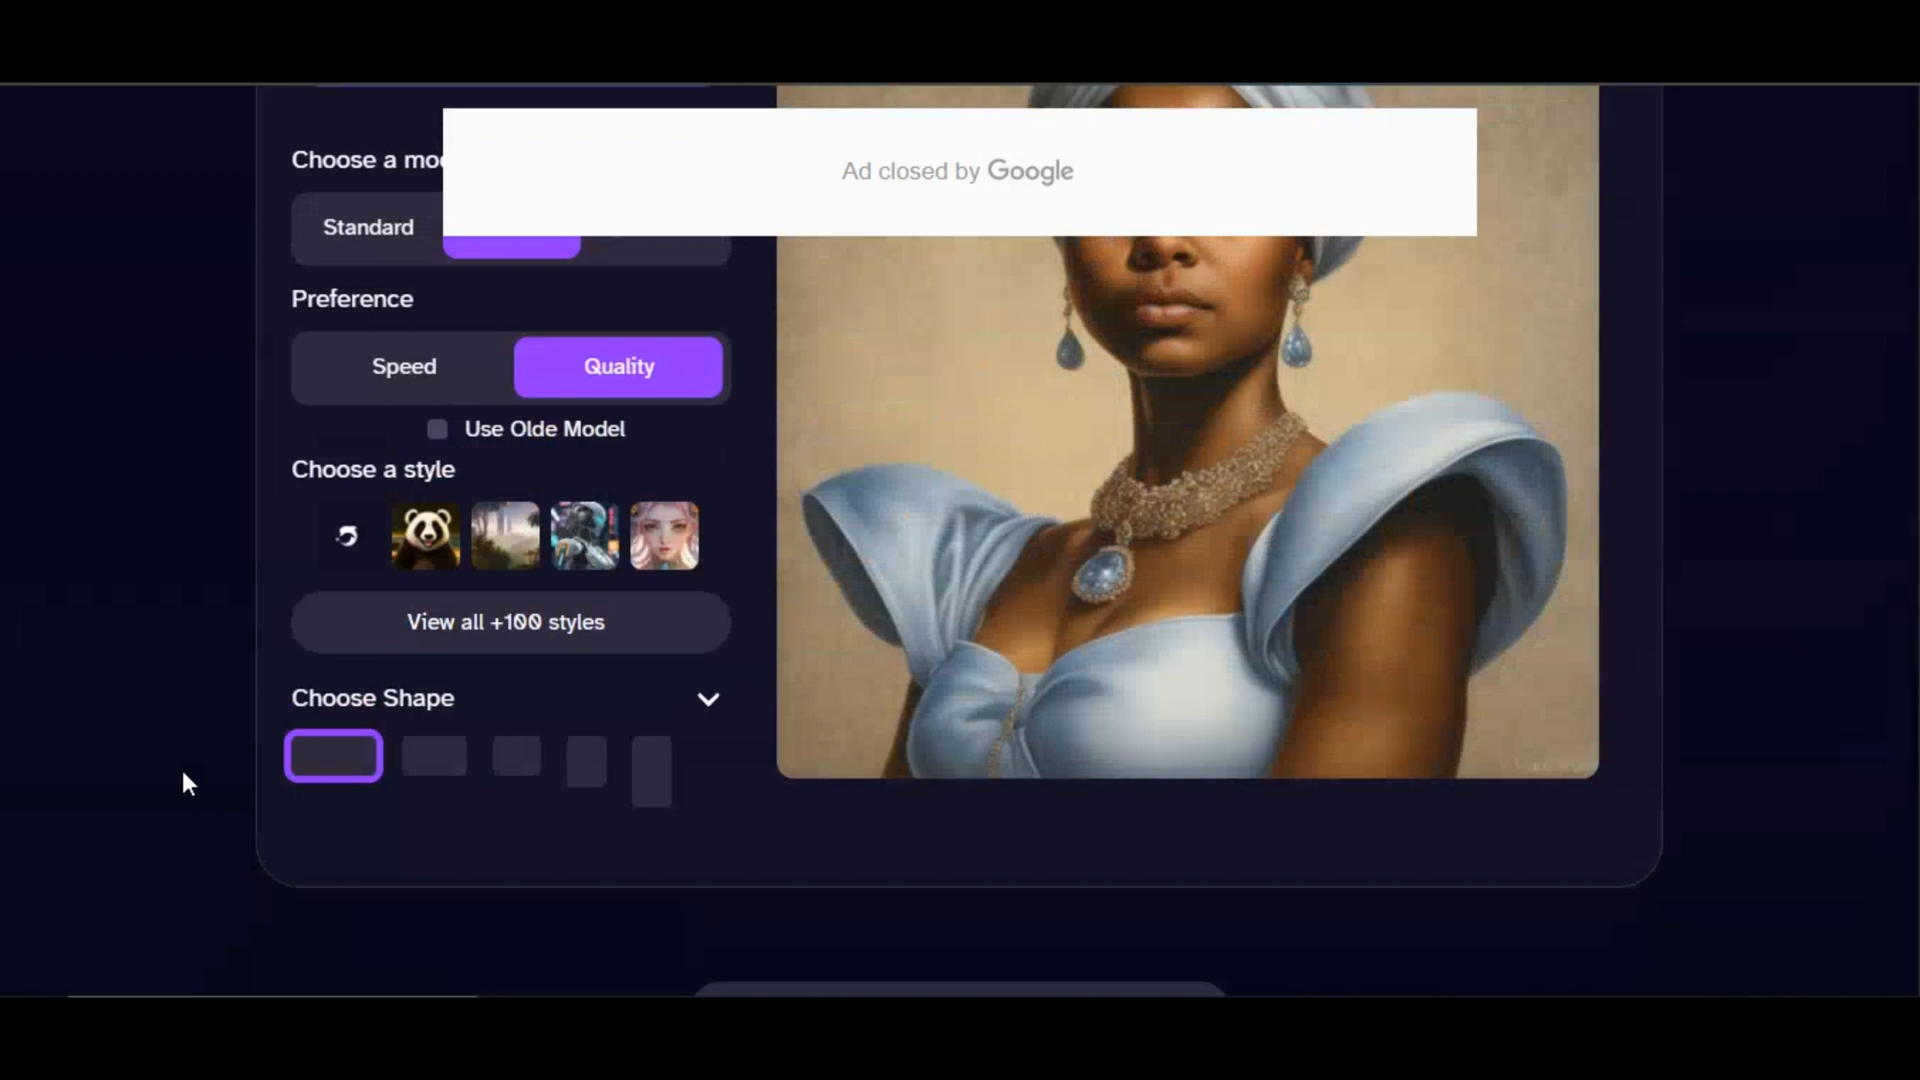 Choose a mo
Ad closed by Google
Standard
Preference
Speed
Quality
Use Olde Model
Choose a style
View all +100 styles
Choose Shape